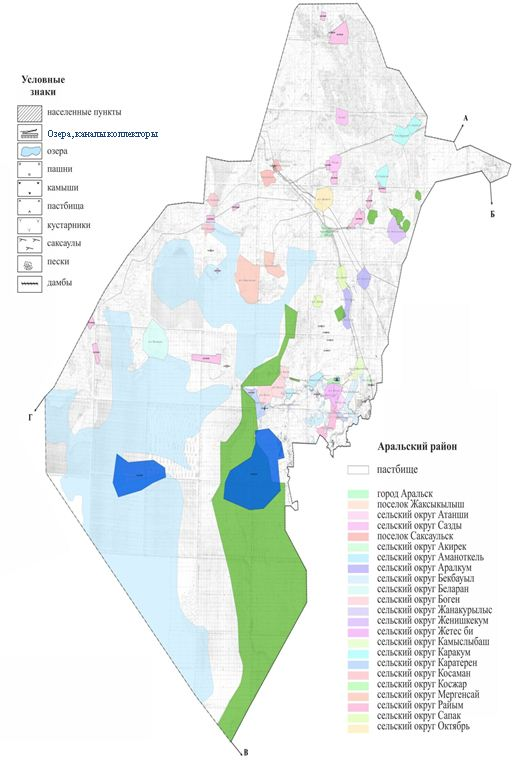 Условные
знаки
населенные пункты
Озера,каналы коллекторы
озера
пашни
камыши
пастбища
кустарники
саксаулы
пески
дамбы
А
Б
Г
В
Аральский район
пастбище
город Аральск
поселок Жаксыкылыш
сельский округ Атанши
сельский округ Сазды
поселок Саксаульск
сельский округ Акирек
сельский округ Аманоткель
сельский округ Аралкум
сельский округ Бекбауыл
сельский округ Беларан
сельский округ Боген
сельский округ Жанакурылыс
сельский округ Женишкекум
сельский округ Жетес би
сельский округ Камыслыбаш
сельский округ Каракум
сельский округ Каратерен
сельский округ Косаман
сельский округ Косжар
сельский округ Мергенсай
сельский округ Райым
сельский округ Сапак
сельский округ Октябрь